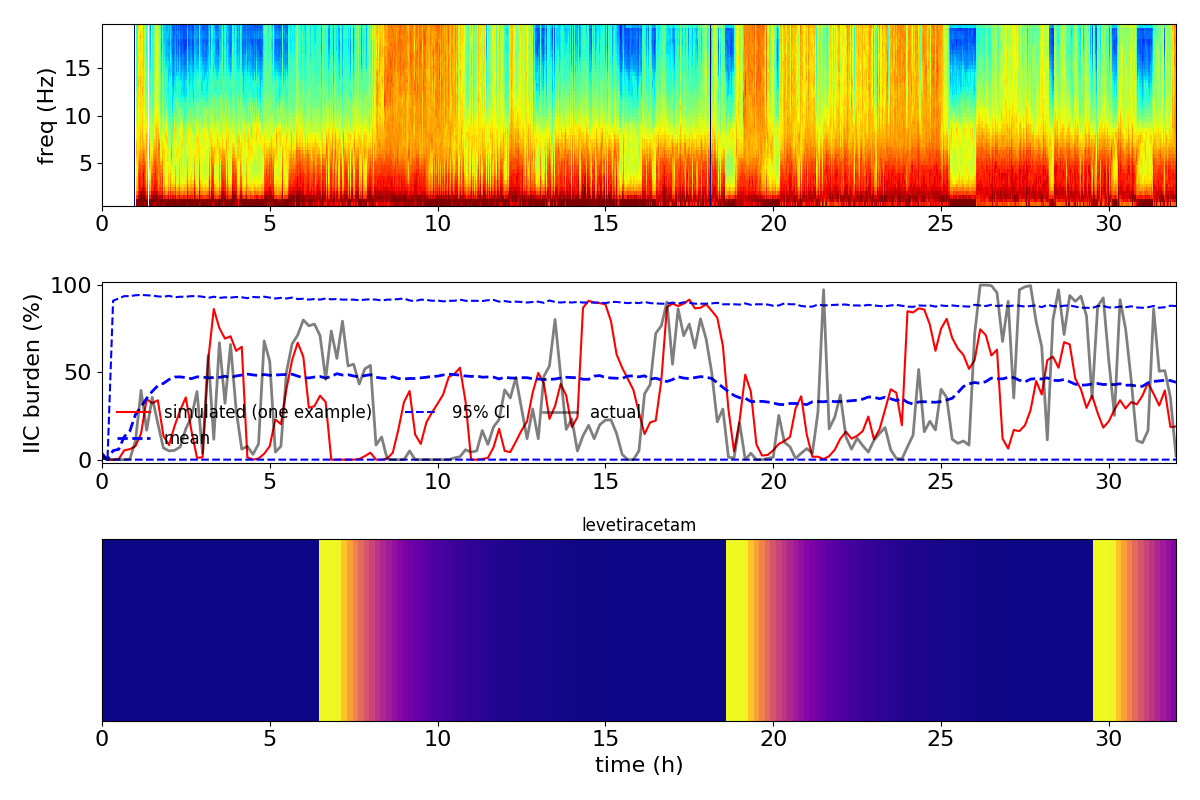 freq (Hz)
15
10
5
0 5 10 15 20 25 30
IIC burden (%)
100
50
0
simulated (one example) 95% CI actual
mean
0 5 10 15 20 25 30
levetiracetam
0 5 10 15 20 25 30
time (h)